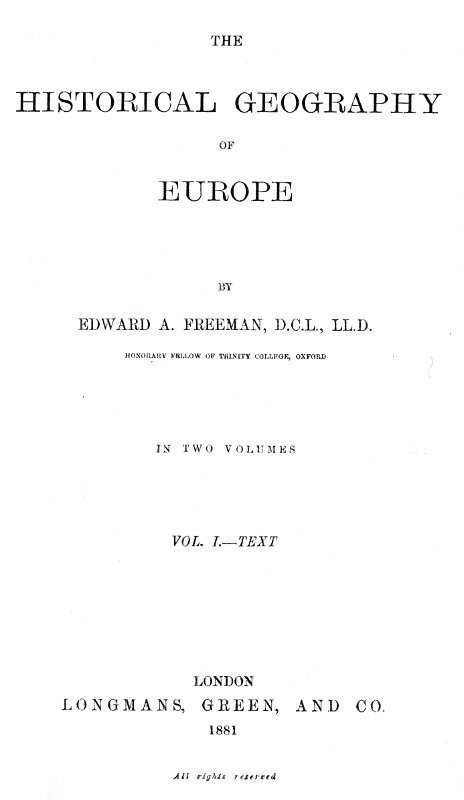 THE
HISTORICAL GEOGRAPHY
OF
EUROPE
BY
EDWARD A. FREEMAN, D.C.L., LL.D.
HONORARY FELLOW OF TRINITY COLLEGE, OXFORD
IN TWO VOLUMES
VOL. I.—TEXT
LONDON
LONGMANS, GREEN, AND CO.
1881
All rights reserved